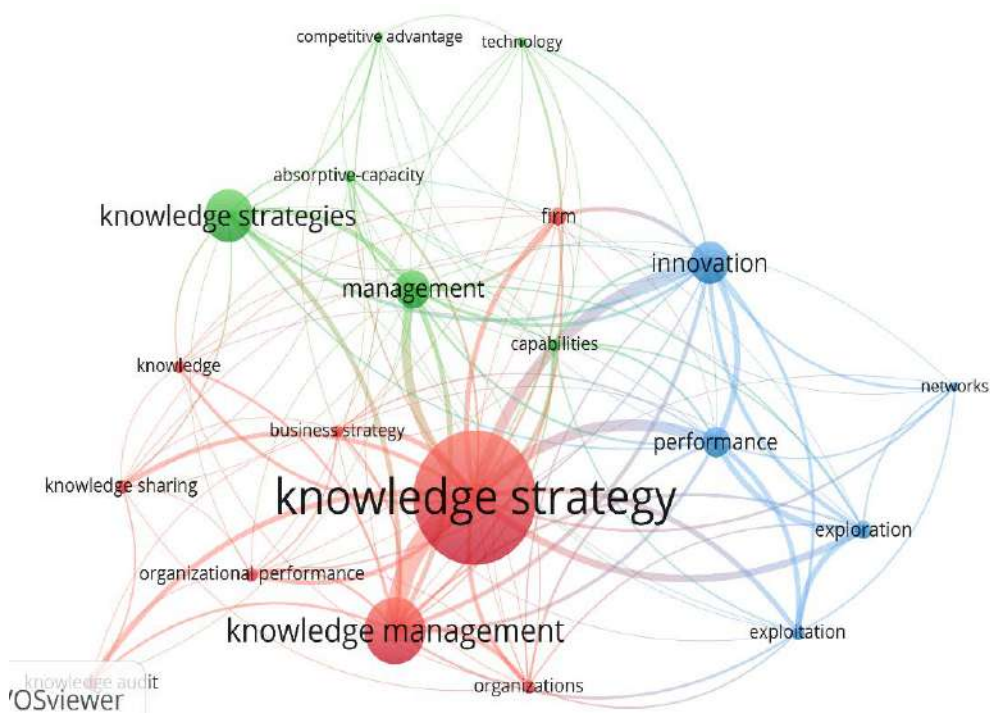 competitive advantage
technology
absorptive-capacity
knowledge strategies
firm
innovation
management
capabilities
knowledge
networks
business strategy
performance
knowledge sharing
knowledge strategy
exploration
organizational performance
knowledge management
exploitation
knowledge audit
organizations
OSviewer